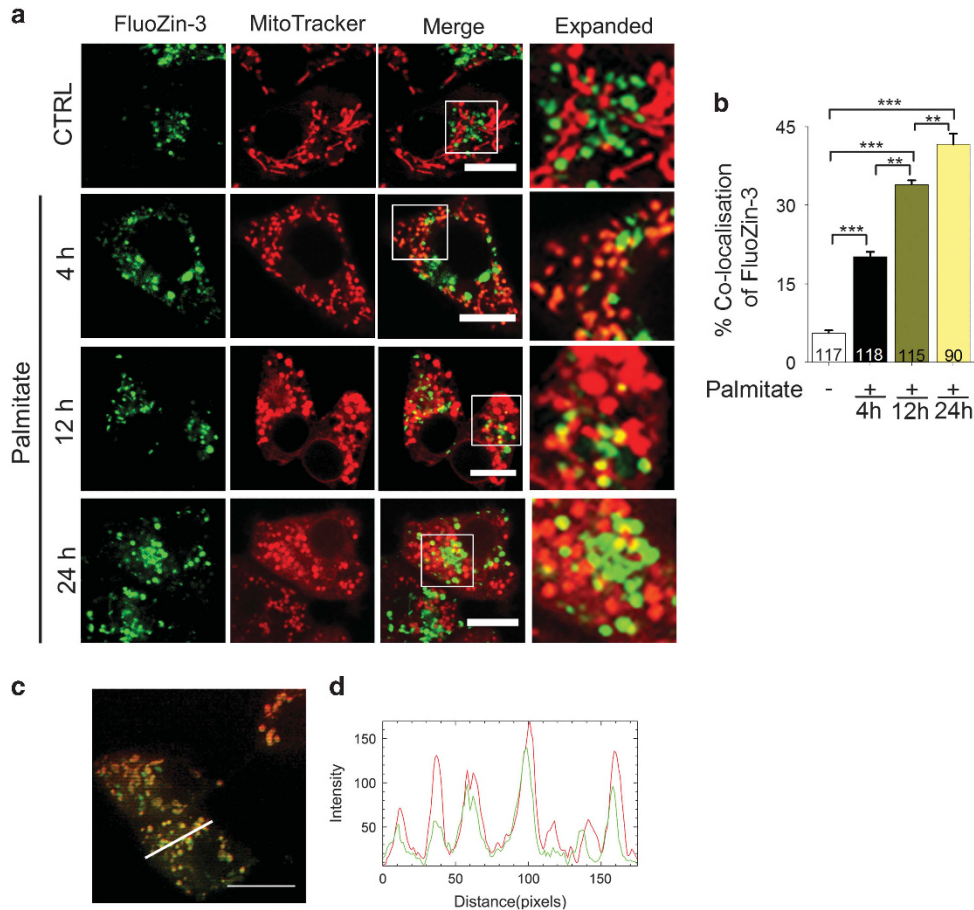 a
FluoZin-3 MitoTracker Merge Expanded
CTRL
Palmitate
4 h
12 h
24 h
b
% Co-localisation
of FluoZin-3
45
30
15
0
***
**
***
**
***
117 118 115 90
Palmitate - + + +
4h 12h 24h
c
d
Intensity
150
100
50
0 50 100 150
Distance(pixels)